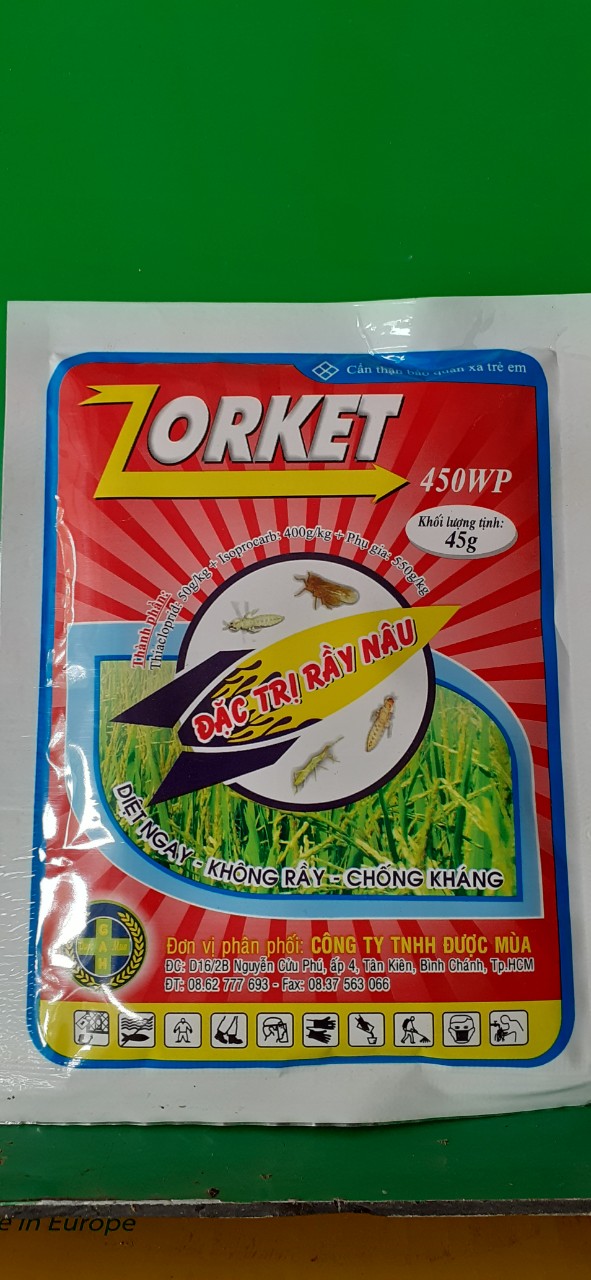 Cẩn thận bảo quản xa trẻ em
ZORKET
450WP
Khối lượng tịnh:
45g
Thành phần:
Thiacloprid: 50g/kg + Isoprocarb: 400g/kg + Phụ gia: 550g/kg
ĐẶC TRỊ RẦY NÂU
DIỆT NGAY - KHÔNG RẦY - CHỐNG KHÁNG
GAH
Đơn vị phân phối: CÔNG TY TNHH ĐƯỢC MÙA
ĐC: D16/2B Nguyễn Cửu Phú, ấp 4, Tân Kiên, Bình Chánh, Tp.HCM
ĐT: 08.62 777 693 - Fax: 08.37 563 066
e in Europe